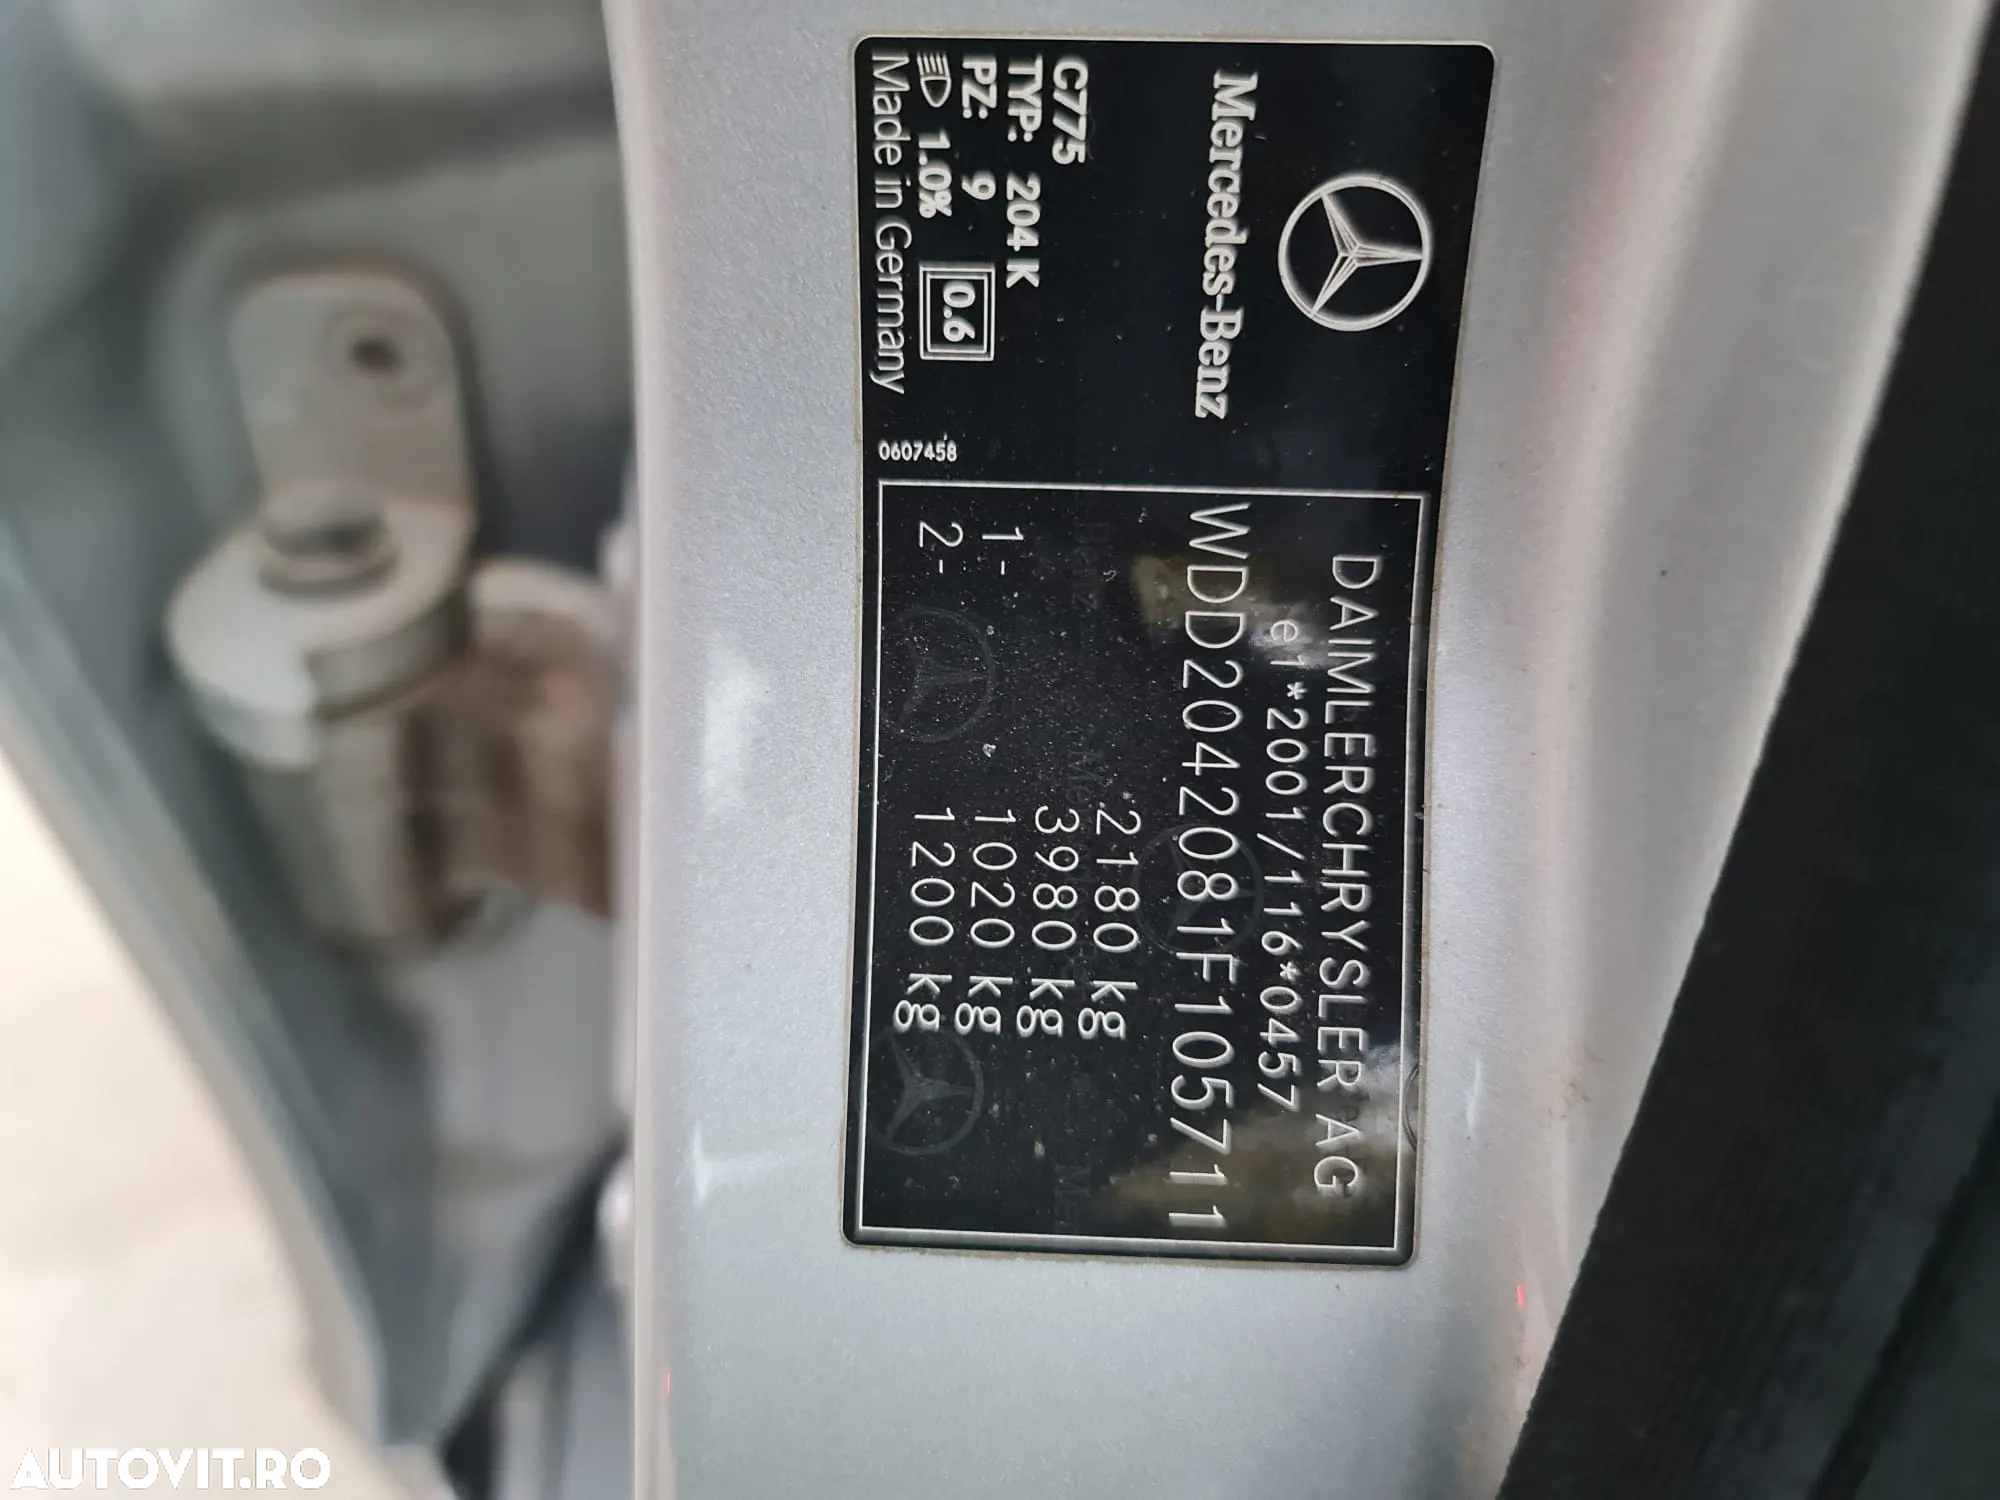 Mercedes-Benz
C775
TYP: 204 K
PZ: 9
1.0% 0.6
Made in Germany
0607458
DAIMLERCHRYSLER AG
e1*2001/116*0457
WDD2042081F105711
2180 kg
3980 kg
1- 1020 kg
2- 1200 kg
AUTOVIT.RO